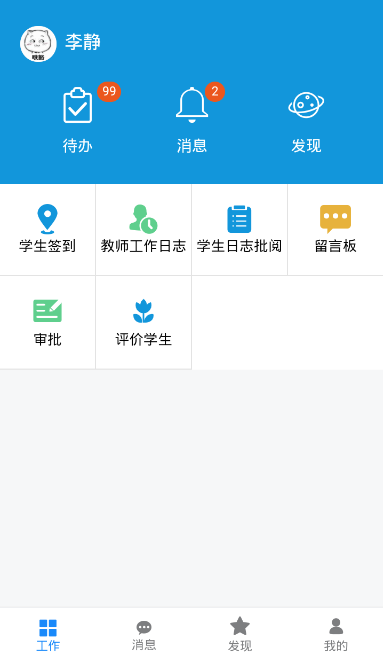 李静
99
2
待办
消息
发现
学生签到
教师工作日志
学生日志批阅
留言板
审批
评价学生
工作
消息
发现
我的